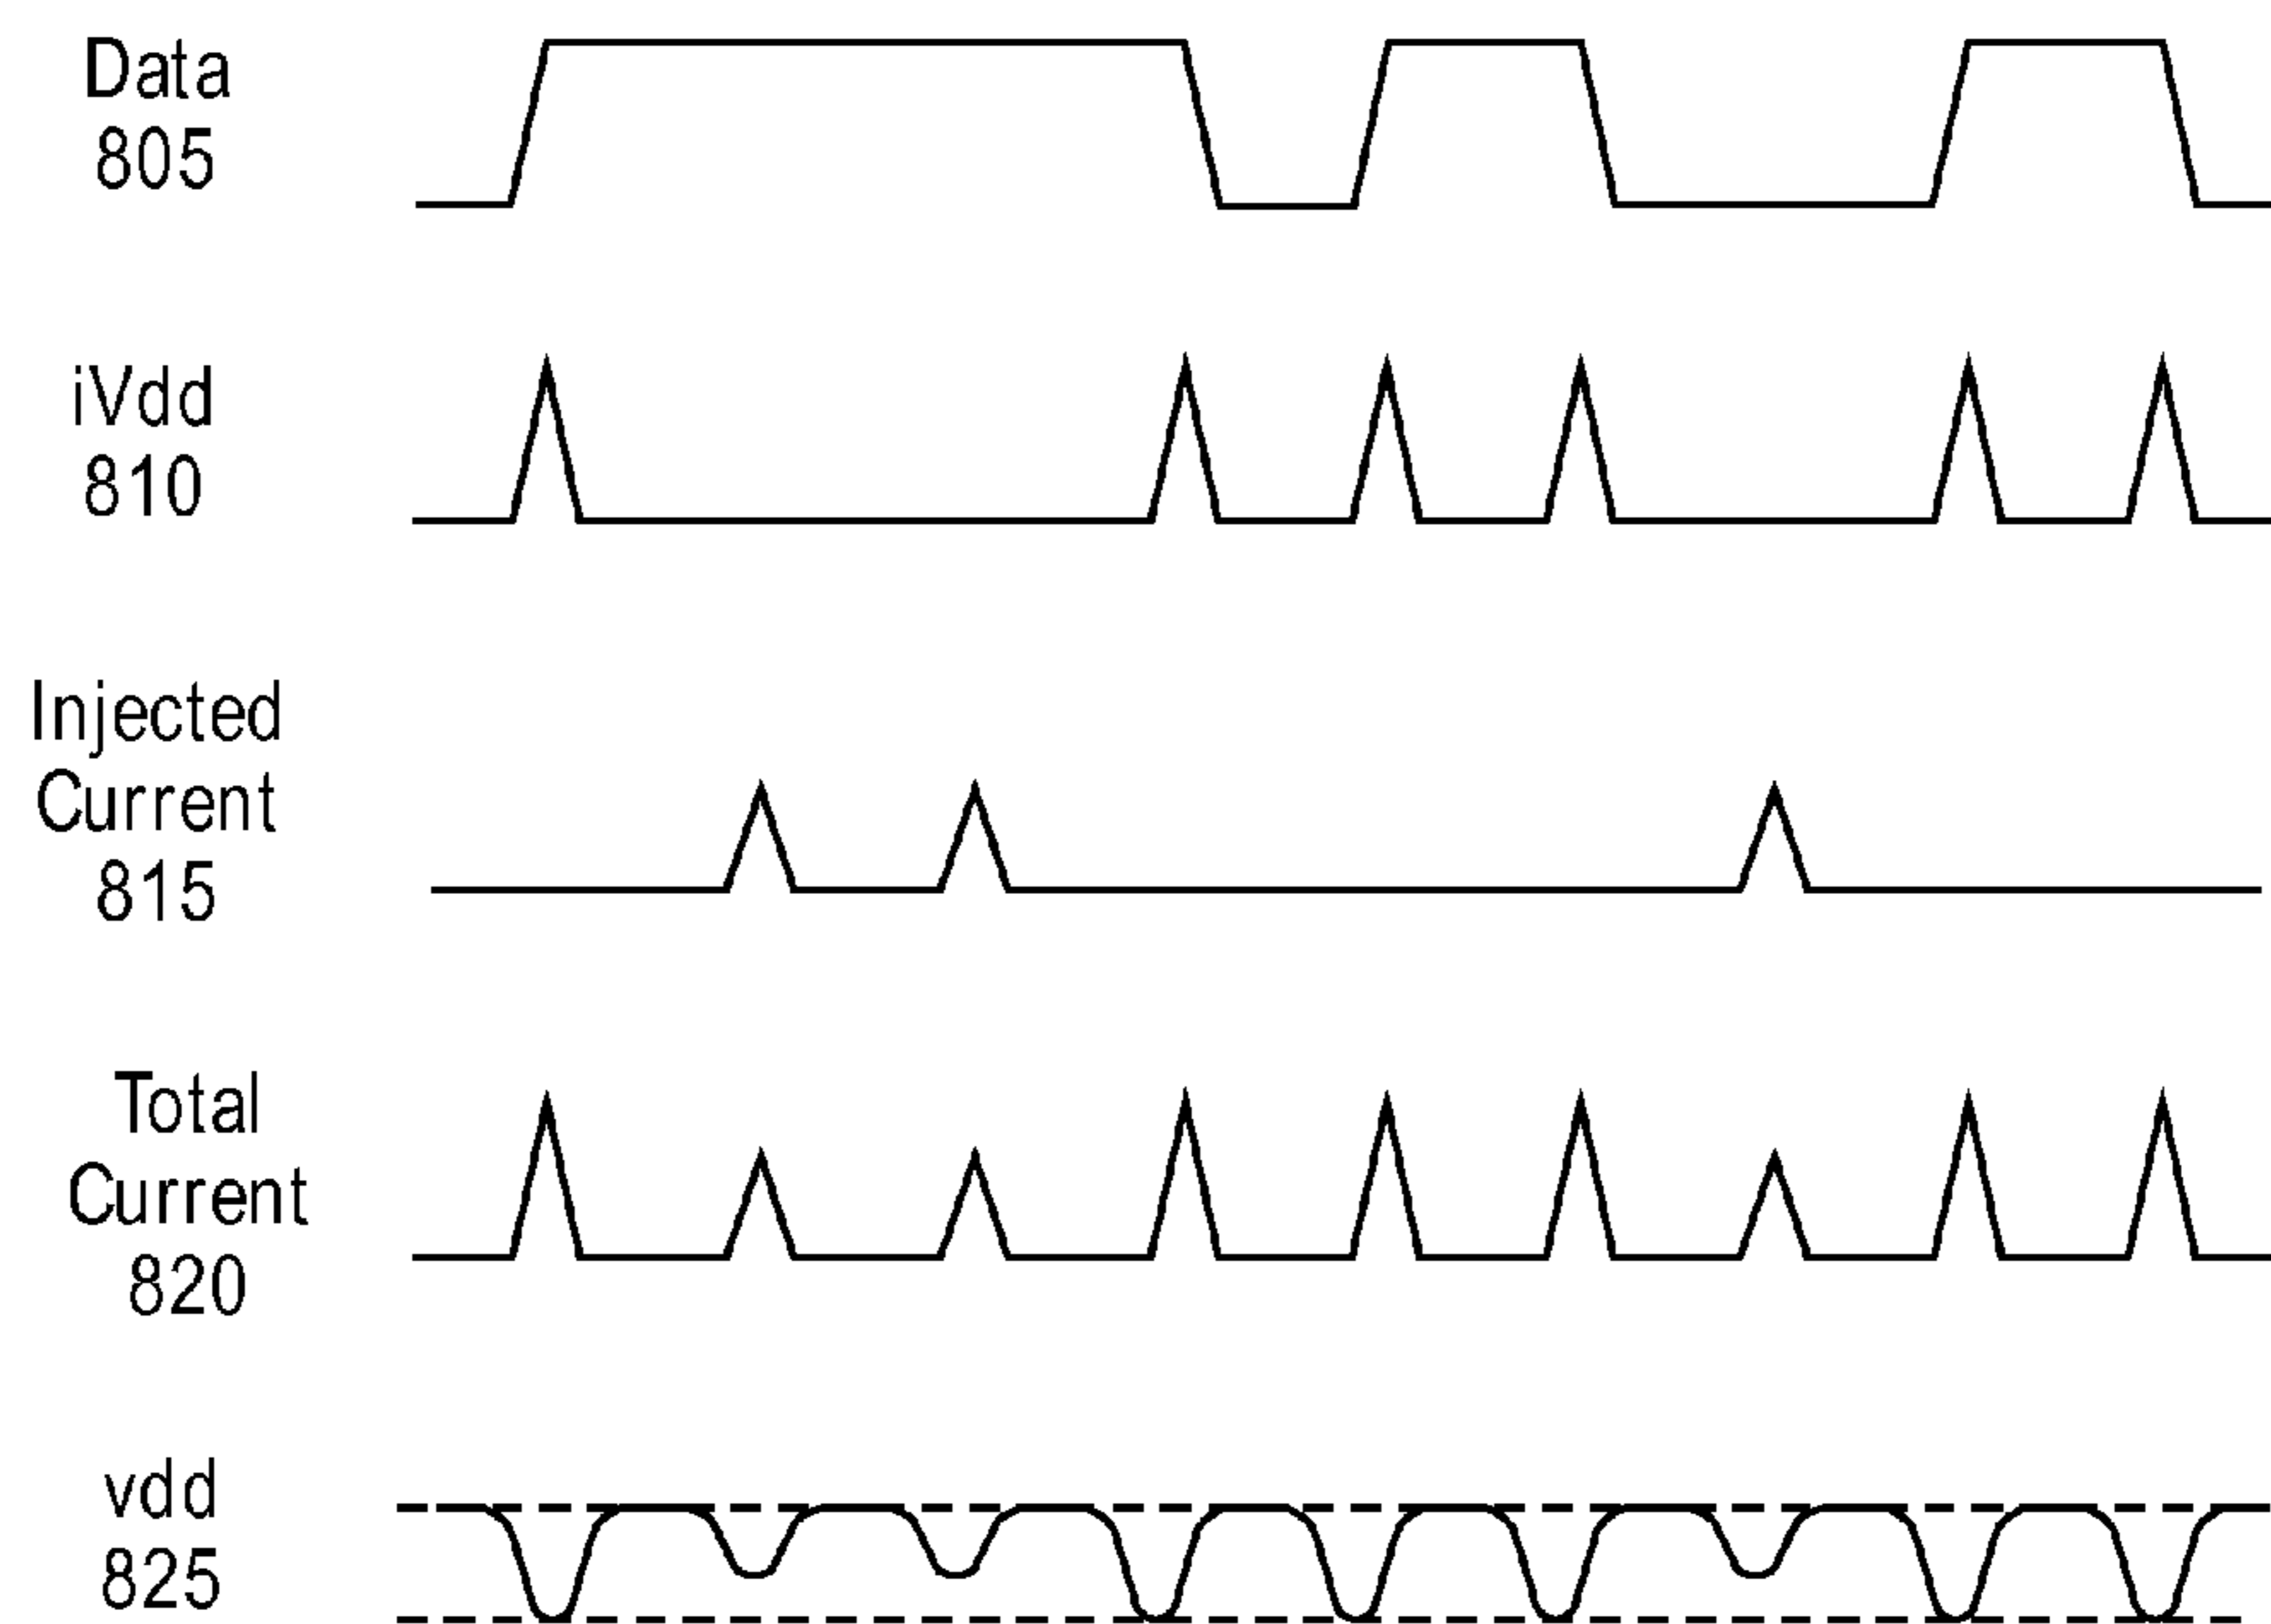 Data
805
iVdd
810
Injected
Current
815
Total
Current
820
vdd
825